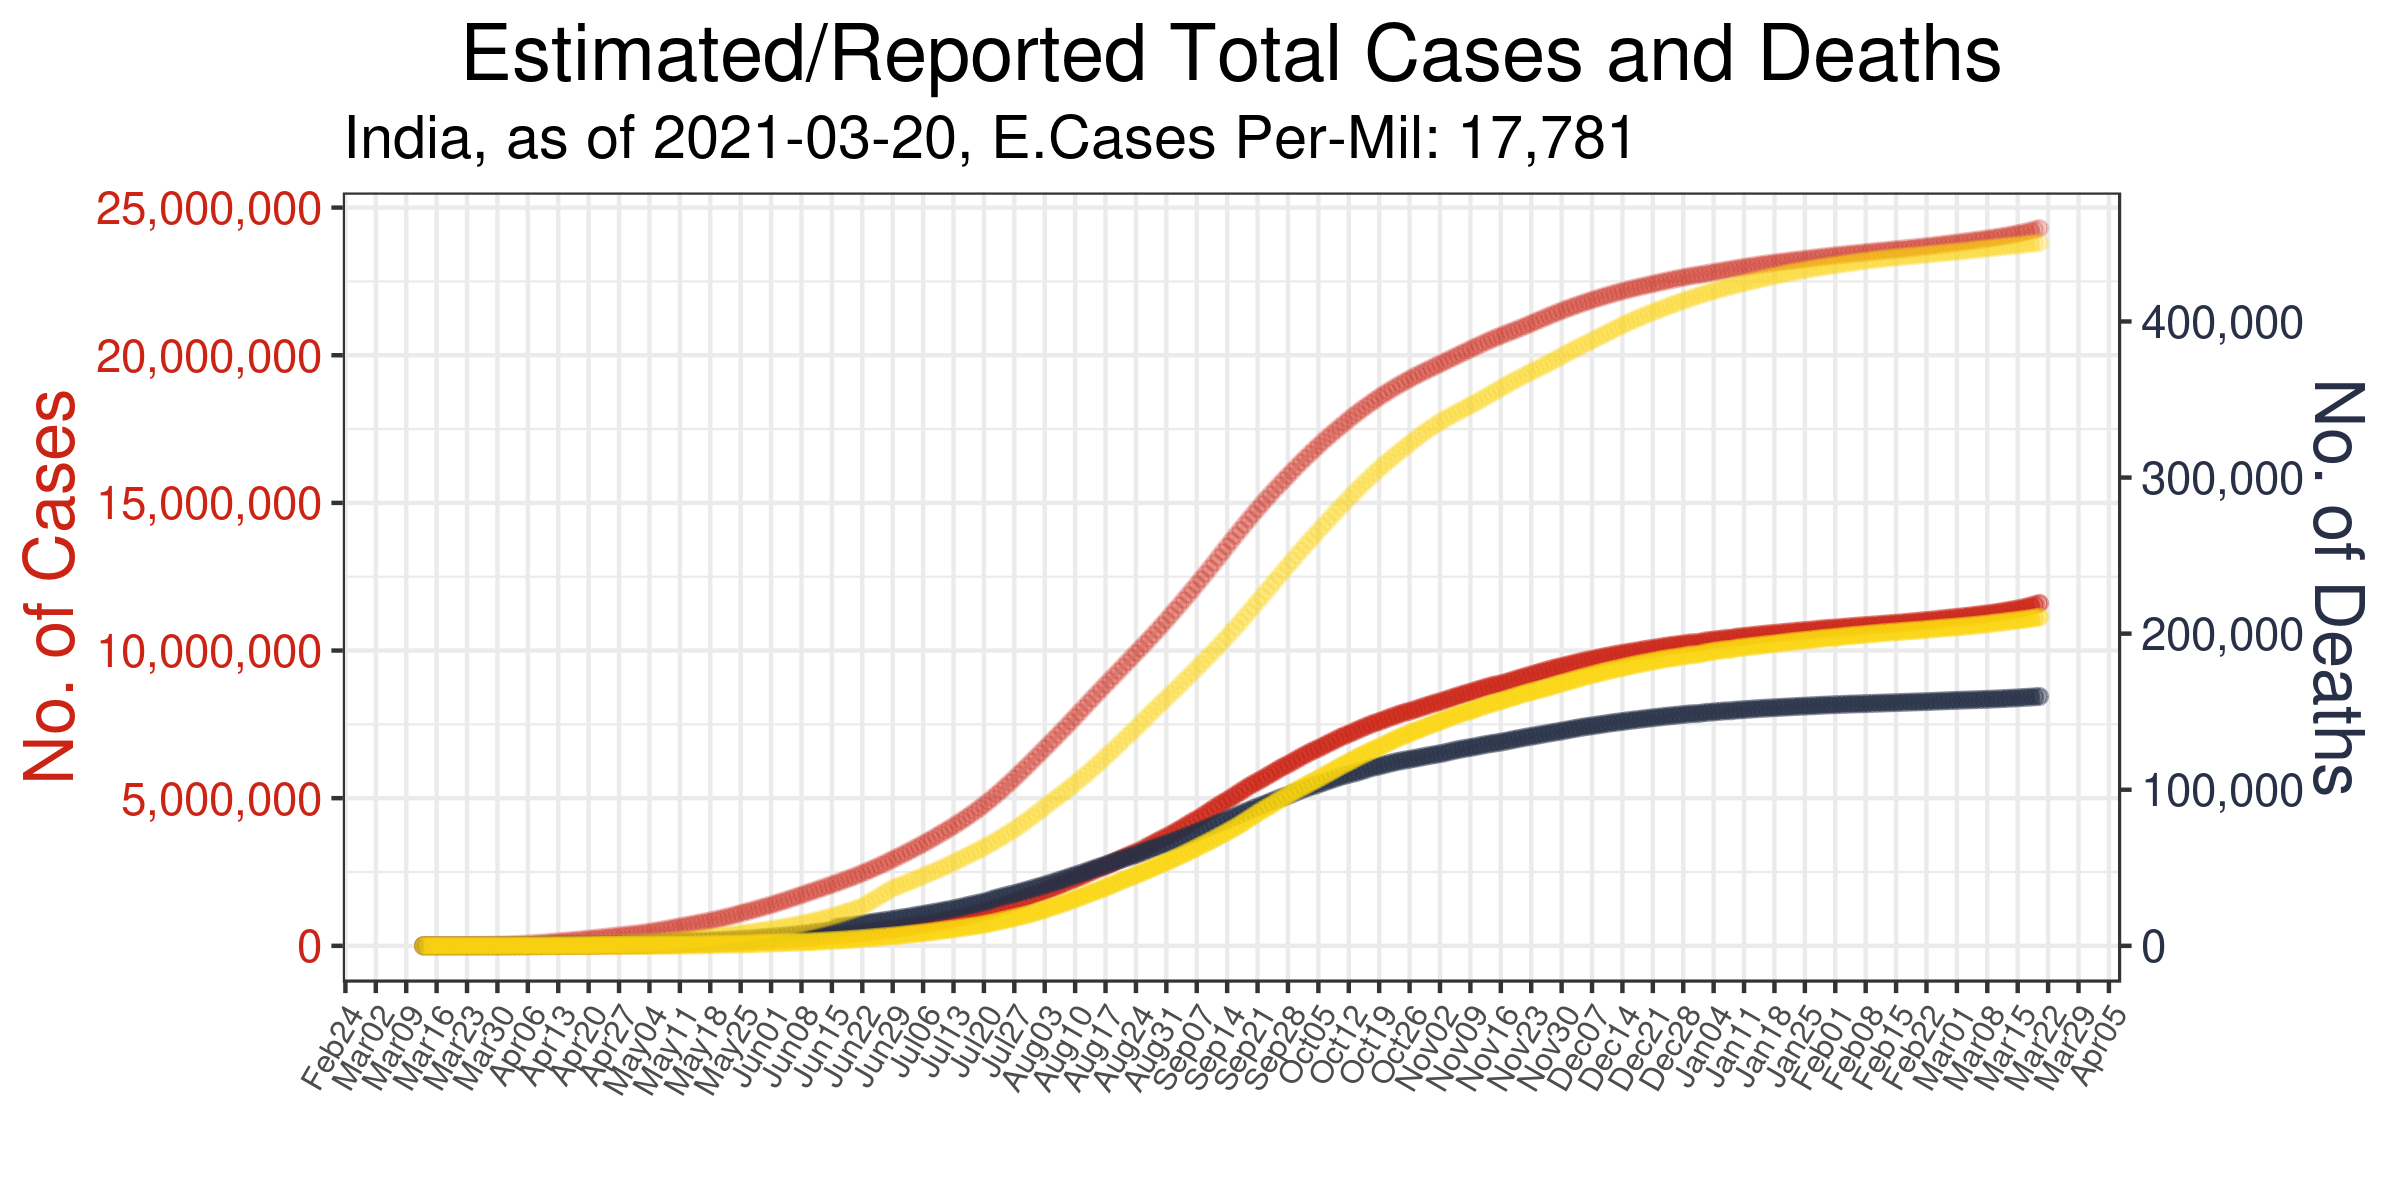 Estimated/Reported Total Cases and Deaths
India, as of 2021-03-20, E.Cases Per-Mil: 17,781
No. of Cases
25,000,000
20,000,000
15,000,000
10,000,000
5,000,000
0
400,000
300,000
200,000
100,000
0
No. of Deaths
Feb24
Mar02
Mar09
Mar16
Mar23
Mar30
Apr06
Apr13
Apr20
Apr27
May04
May11
May18
May25
Jun01
Jun08
Jun15
Jun22
Jun29
Jul06
Jul13
Jul20
Jul27
Aug03
Aug10
Aug17
Aug24
Aug31
Sep07
Sep14
Sep21
Sep28
Oct05
Oct12
Oct19
Oct26
Nov02
Nov09
Nov16
Nov23
Nov30
Dec07
Dec14
Dec21
Dec28
Jan04
Jan11
Jan18
Jan25
Feb01
Feb08
Feb15
Feb22
Mar01
Mar08
Mar15
Mar22
Mar29
Apr05